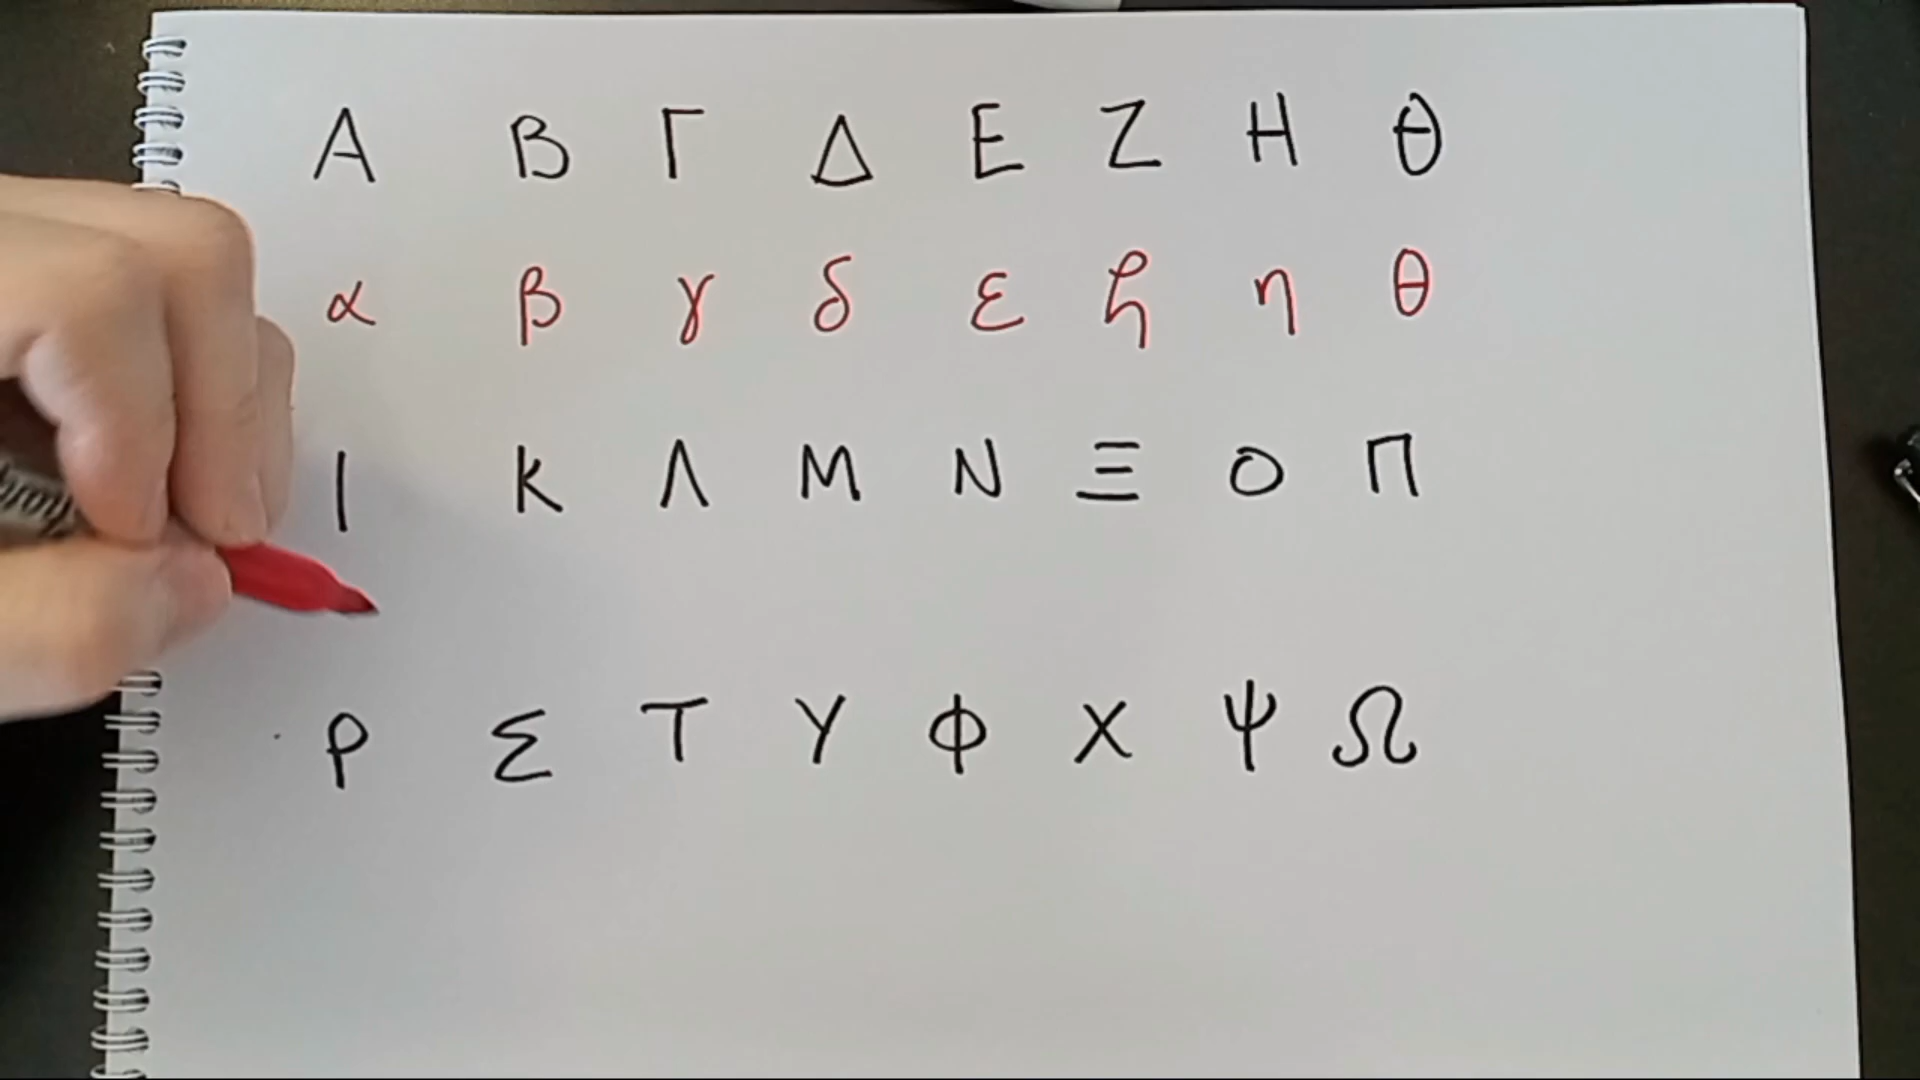 Α Β Γ Δ Ε Ζ Η Θ
α β γ δ ε ζ η θ
Ι Κ Λ Μ Ν Ξ Ο Π
Ρ Σ Τ Υ Φ Χ Ψ Ω